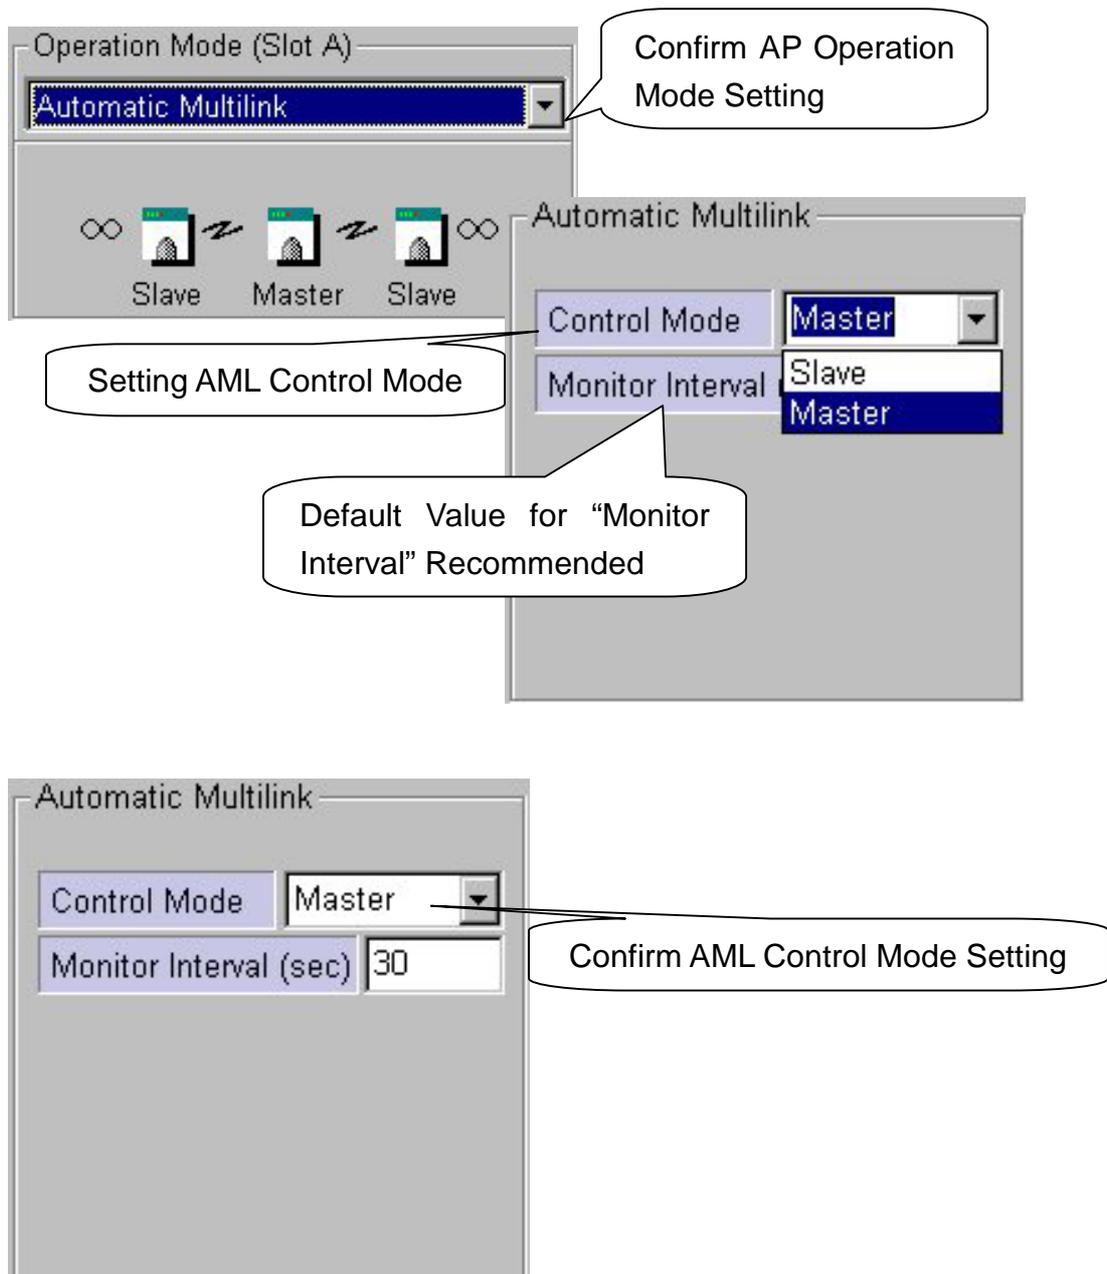 Operation Mode (Slot A)
Confirm AP Operation
Mode Setting
Automatic Multilink
Slave Master Slave
Automatic Multilink
Control Mode Master
Setting AML Control Mode
Monitor Interval
Slave
Master
Default Value for “Monitor
Interval” Recommended
Automatic Multilink
Control Mode Master
Monitor Interval (sec) 30
Confirm AML Control Mode Setting